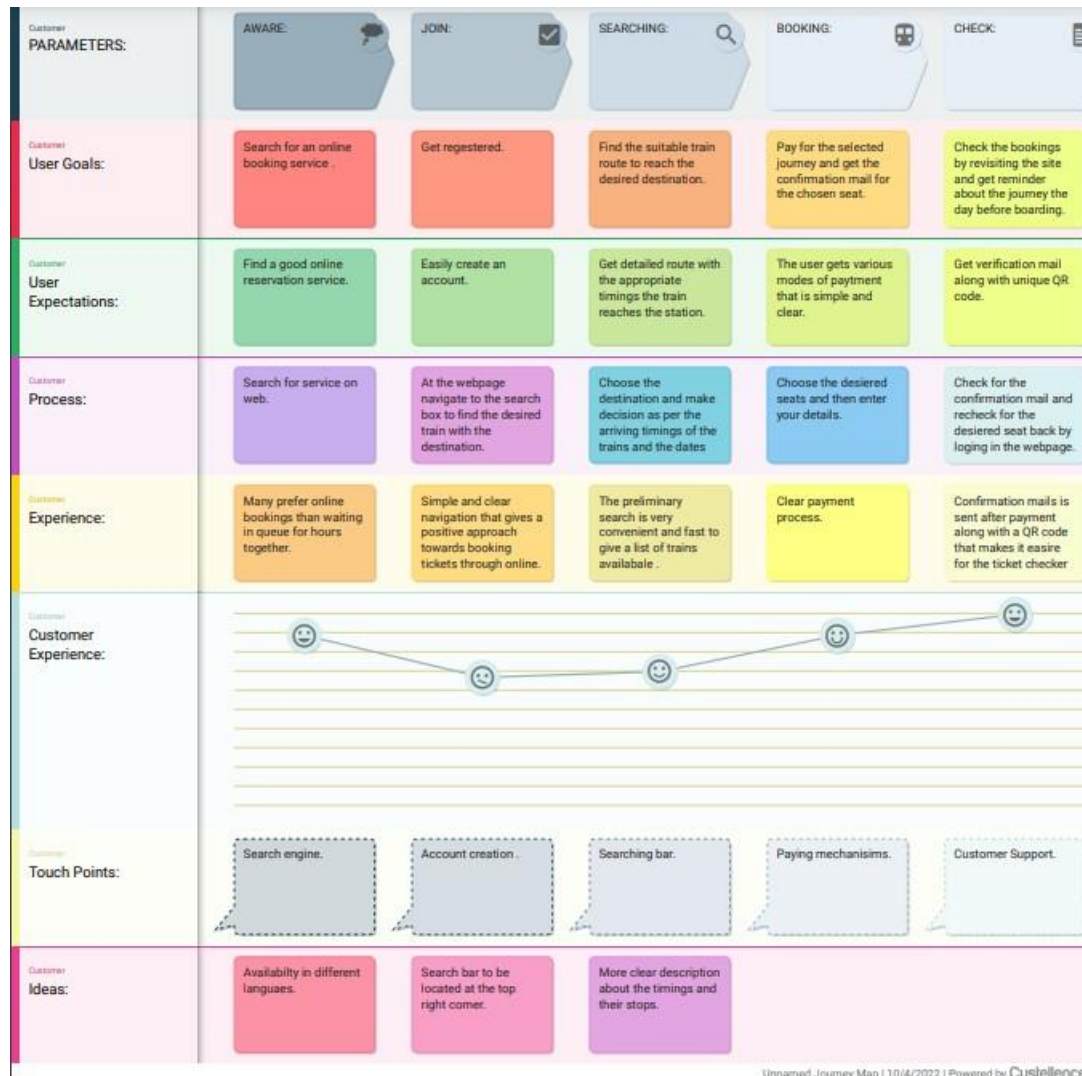 Customer
PARAMETERS:
AWARE:
JOIN:
SEARCHING:
BOOKING:
CHECK:
Customer
User Goals:
Search for an online
booking service .
Get regestered.
Find the suitable train
route to reach the
desired destination.
Pay for the selected
journey and get the
confirmation mail for
the chosen seat.
Check the bookings
by revisiting the site
and get reminder
about the journey the
day before boarding.
Customer
User
Expectations:
Find a good online
reservation service.
Easily create an
account.
Get detailed route with
the appropriate
timings the train
reaches the station.
The user gets various
modes of paytment
that is simple and
clear.
Get verification mail
along with unique QR
code.
Customer
Process:
Search for service on
web.
At the webpage
navigate to the search
box to find the desired
train with the
destination.
Choose the
destination and make
decision as per the
arriving timings of the
trains and the dates
Choose the desiered
seats and then enter
your details.
Check for the
confirmation mail and
recheck for the
desiered seat back by
loging in the webpage.
Customer
Experience:
Many prefer online
bookings than waiting
in queue for hours
together.
Simple and clear
navigation that gives a
positive approach
towards booking
tickets through online.
The preliminary
search is very
convenient and fast to
give a list of trains
availabale .
Clear payment
process.
Confirmation mails is
sent after payment
along with a QR code
that makes it easire
for the ticket checker
Customer
Customer
Experience:
Customer
Touch Points:
Search engine.
Account creation .
Searching bar.
Paying mechanisims.
Customer Support.
Customer
Ideas:
Availabilty in different
languaes.
Search bar to be
located at the top
right corner.
More clear description
about the timings and
their stops.
Unnamed Journey Map | 10/4/2022 | Powered by Custellence